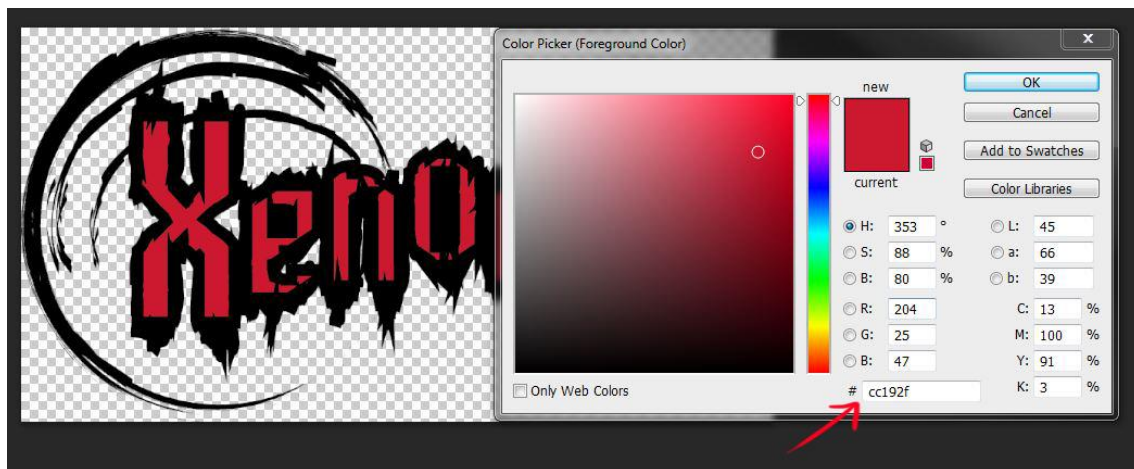 Xeno
Color Picker (Foreground Color)
x
new
current
OK
Cancel
Add to Swatches
Color Libraries
H: 353 °
S: 88 %
B: 80 %
R: 204
G: 25
B: 47
# cc192f
L: 45
a: 66
b: 39
C: 13 %
M: 100 %
Y: 91 %
K: 3 %
Only Web Colors